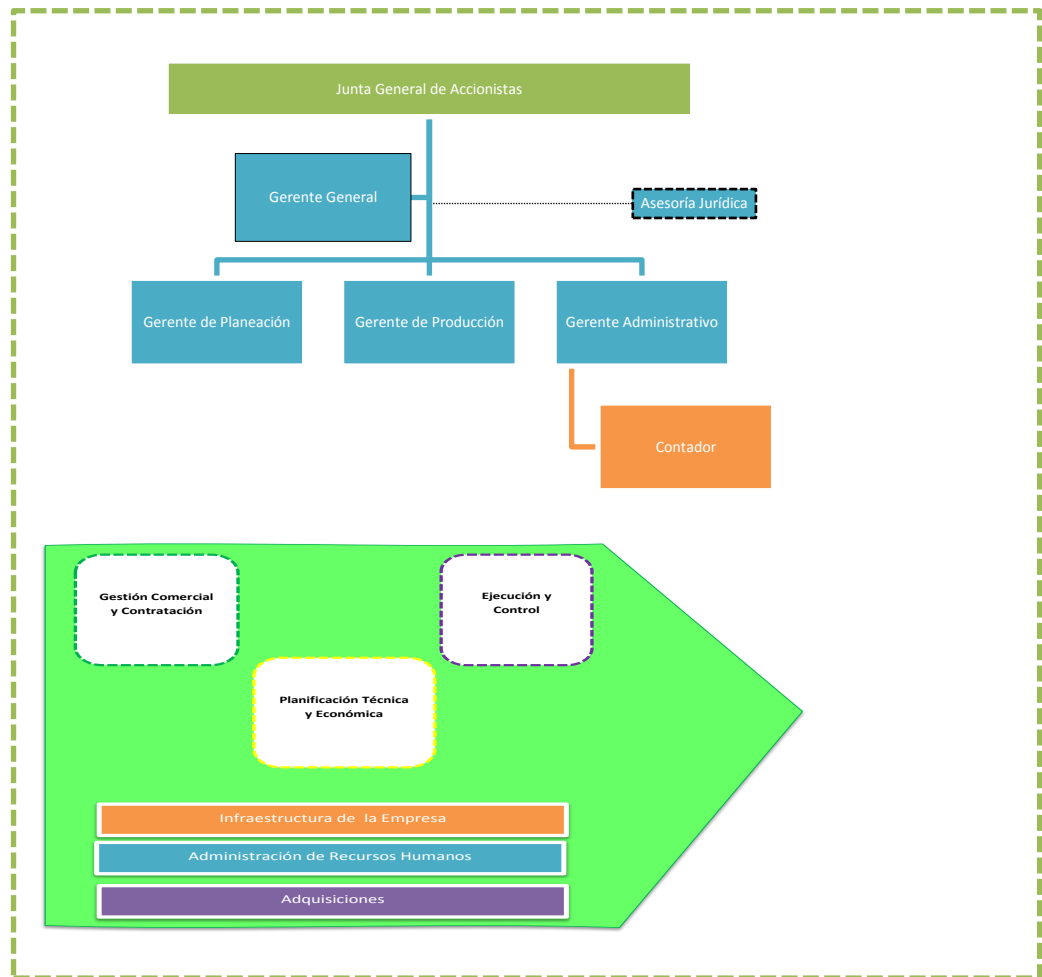 Junta General de Accionistas
Gerente General
Asesoría Jurídica
Gerente de Planeación
Gerente de Producción
Gerente Administrativo
Contador
Gestión Comercial
y Contratación
Ejecución y
Control
Planificación Técnica
y Económica
Infraestructura de la Empresa
Administración de Recursos Humanos
Adquisiciones